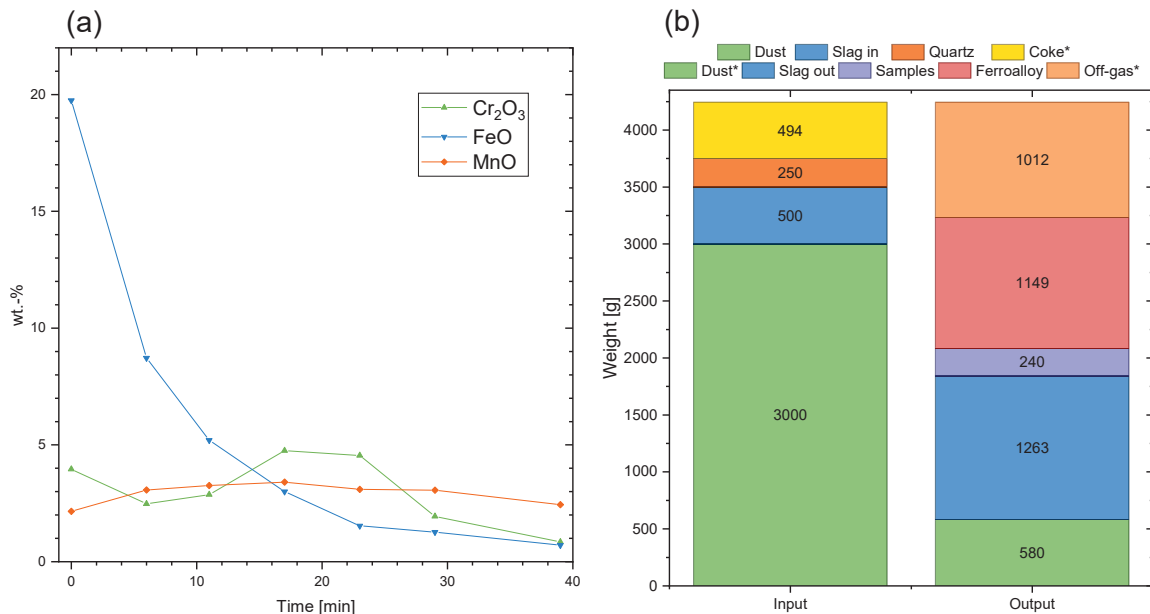 (a)
20
15
10
5
0
wt.-%
0
10
20
30
40
Time [min]
Cr₂O₃
FeO
MnO
(b)
Dust Slag in Quartz Coke*
Dust* Slag out Samples Ferroalloy Off-gas*
4000
3500
3000
2500
2000
1500
1000
500
0
Weight [g]
494
250
500
3000
1012
1149
240
1263
580
Input
Output